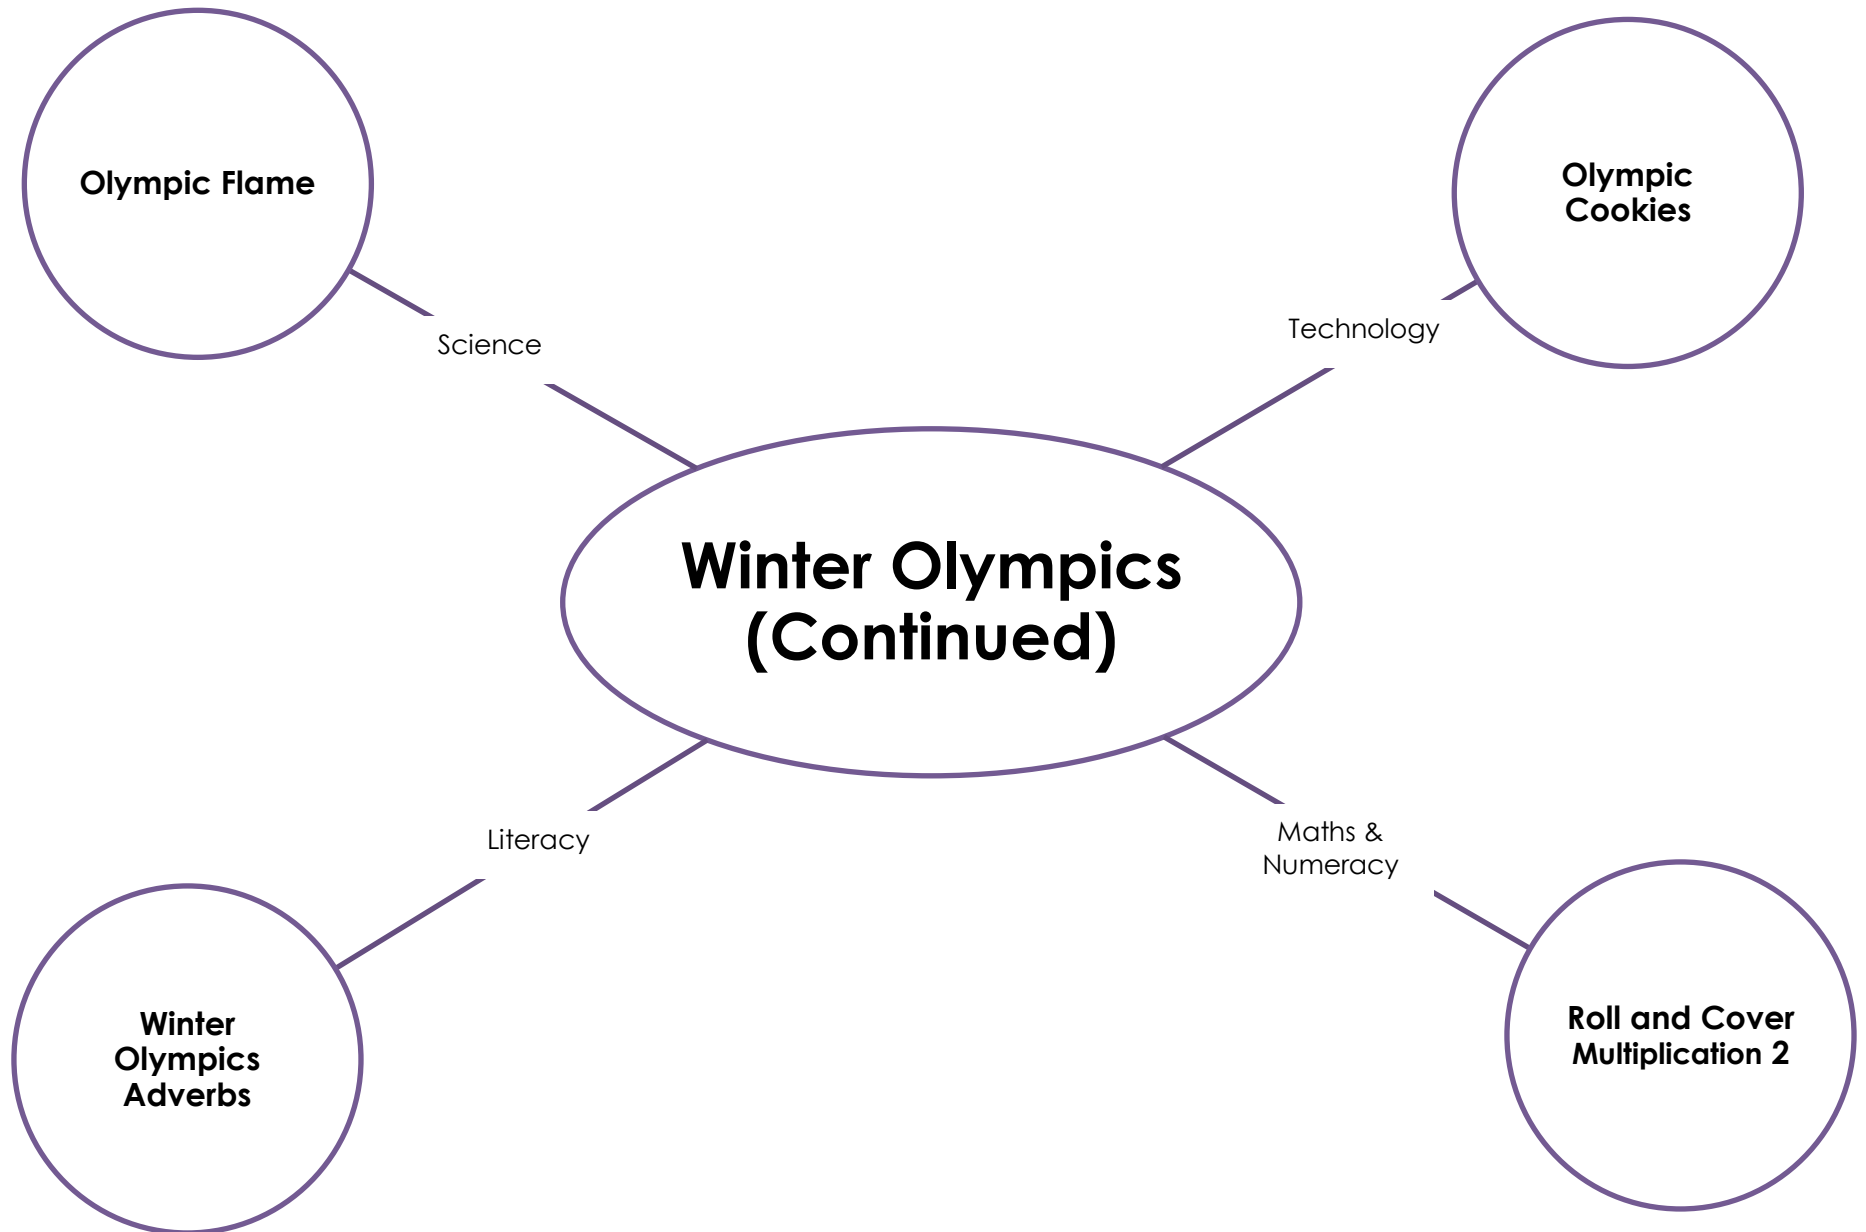 Olympic Flame
Olympic
Cookies
Science
Technology
Winter Olympics
(Continued)
Literacy
Maths &
Numeracy
Winter
Olympics
Adverbs
Roll and Cover
Multiplication 2